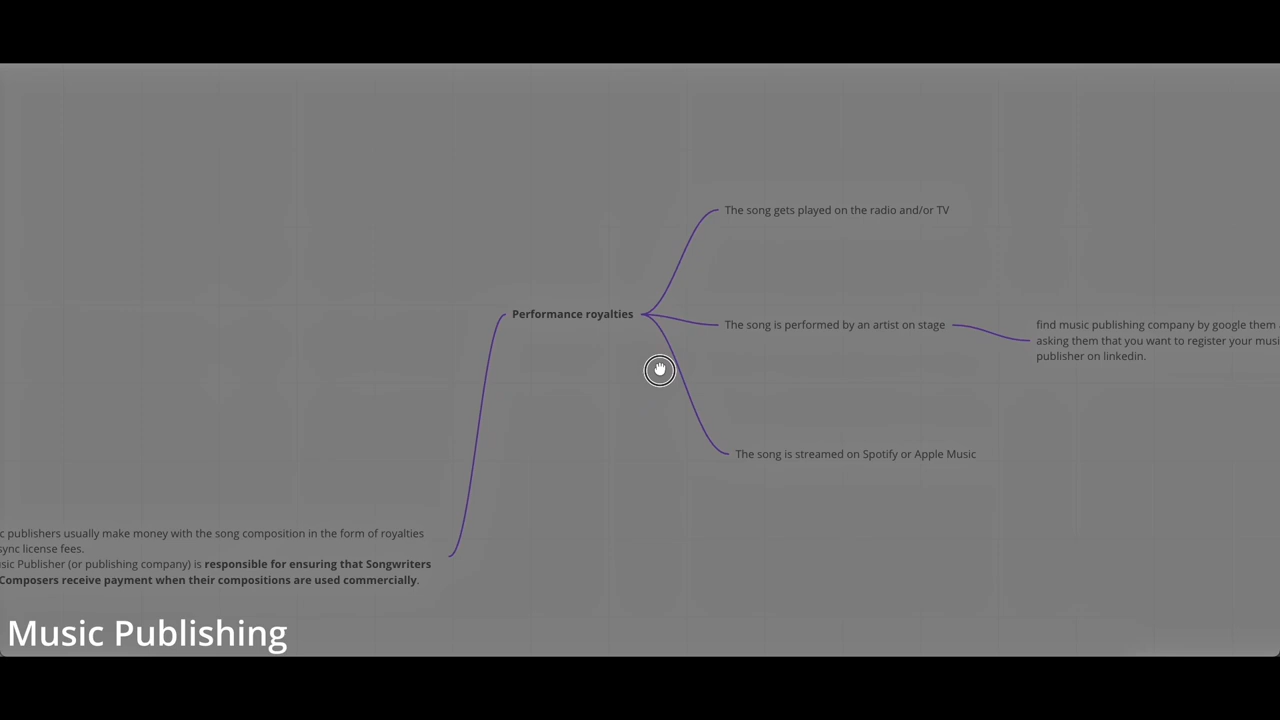 The song gets played on the radio and/or TV
Performance royalties
The song is performed by an artist on stage
find music publishing company by google them
asking them that you want to register your
publisher on linkedin.
The song is streamed on Spotify or Apple Music
publishers usually make money with the song composition in the form of royalties
sync license fees.
Publisher (or publishing company) is responsible for ensuring that Songwriters
Composers receive payment when their compositions are used commercially.
Music Publishing